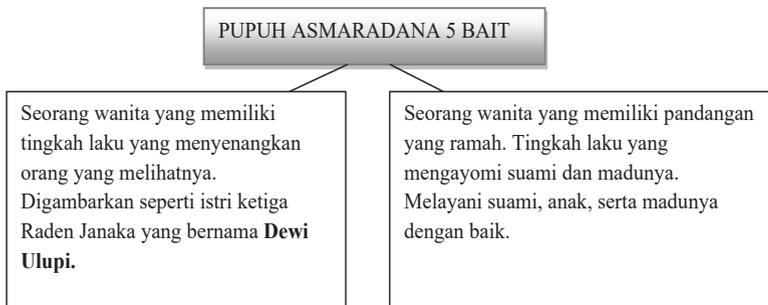 PUPUH ASMARADANA 5 BAIT
Seorang wanita yang memiliki
tingkah laku yang menyenangkan
orang yang melihatnya.
Digambarkan seperti istri ketiga
Raden Janaka yang bernama Dewi
Ulupi.
Seorang wanita yang memiliki pandangan
yang ramah. Tingkah laku yang
mengayomi suami dan madunya.
Melayani suami, anak, serta madunya
dengan baik.